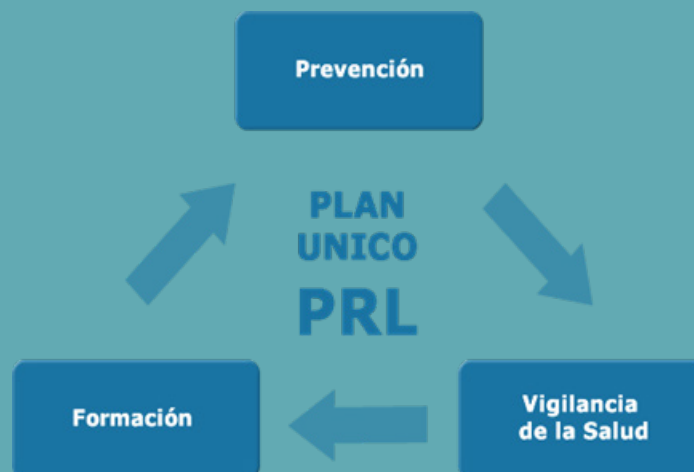 Prevención
PLAN
UNICO
PRL
Formación
Vigilancia
de la Salud